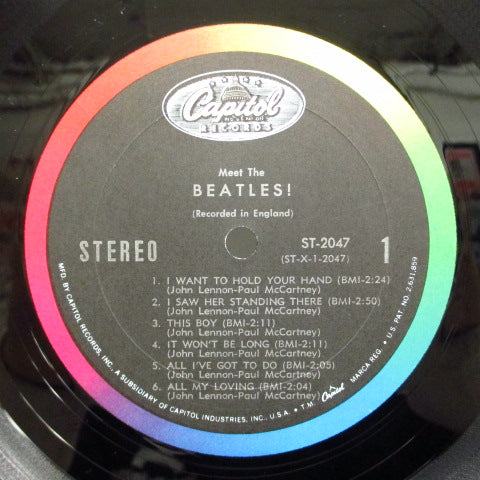 Capitol
RECORDS
Meet The
BEATLES!
(Recorded in England)
STEREO
ST-2047
(ST-X-1-2047)
1
1. I WANT TO HOLD YOUR HAND (BMI-2:24)
(John Lennon-Paul McCartney)
2. I SAW HER STANDING THERE (BMI-2:50)
(John Lennon-Paul McCartney)
3. THIS BOY (BMI-2:11)
(John Lennon-Paul McCartney)
4. IT WON'T BE LONG (BMI-2:11)
(John Lennon-Paul McCartney)
5. ALL I'VE GOT TO DO (BMI-2:05)
(John Lennon-Paul McCartney)
6. ALL MY LOVING (BMI-2:04)
(John Lennon-Paul McCartney)
MFD. BY CAPITOL RECORDS, INC., A SUBSIDIARY OF CAPITOL INDUSTRIES, INC., U.S.A. • T.M. Capitol MARCA REG. • U.S. PAT. NO. 2,631,859